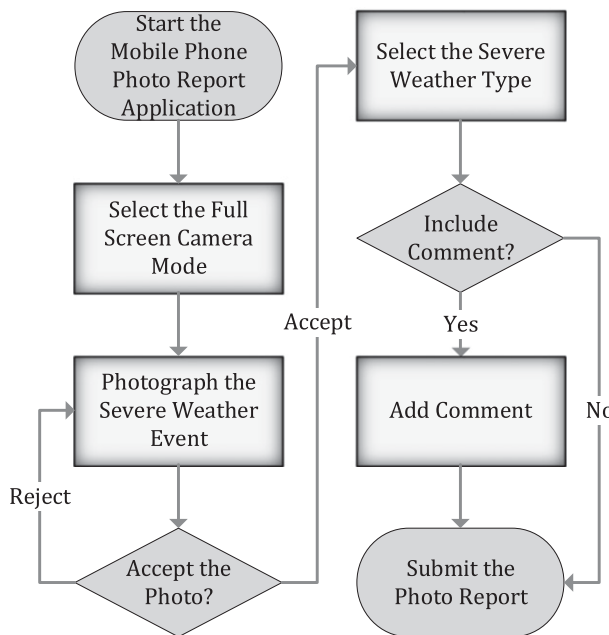 Start the
Mobile Phone
Photo Report
Application
Select the Full
Screen Camera
Mode
Photograph the
Severe Weather
Event
Reject
Accept the
Photo?
Accept
Select the Severe
Weather Type
Include
Comment?
Yes
Add Comment
No
Submit the
Photo Report